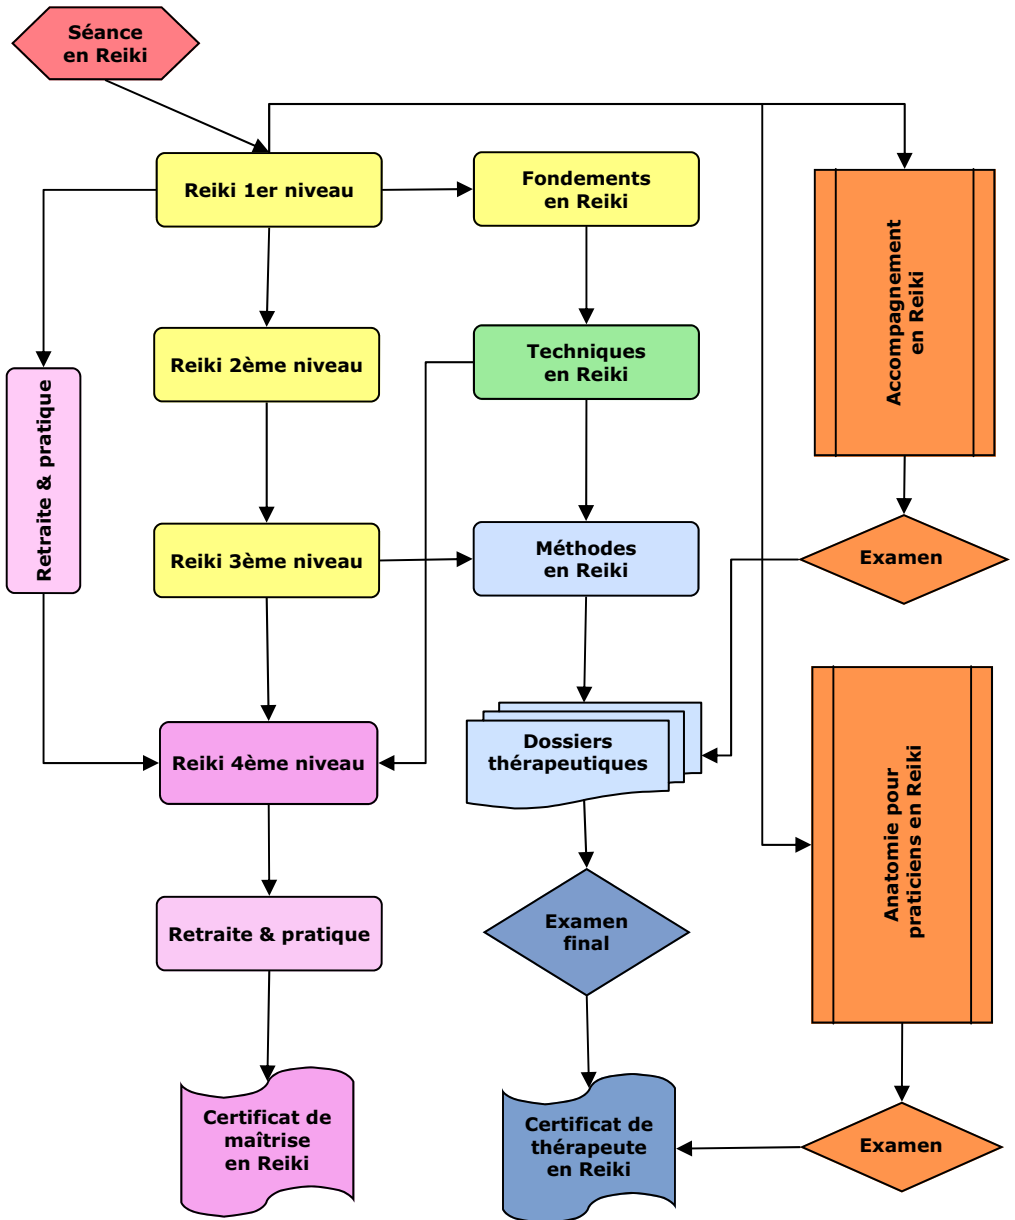 Séance
en Reiki
Reiki 1er niveau
Fondements
en Reiki
Accompagnement
en Reiki
Reiki 2ème niveau
Techniques
en Reiki
Retraite & pratique
Reiki 3ème niveau
Méthodes
en Reiki
Examen
Reiki 4ème niveau
Dossiers
thérapeutiques
Anatomie pour
praticiens en Reiki
Retraite & pratique
Examen
final
Certificat de
maîtrise
en Reiki
Certificat de
thérapeute
en Reiki
Examen